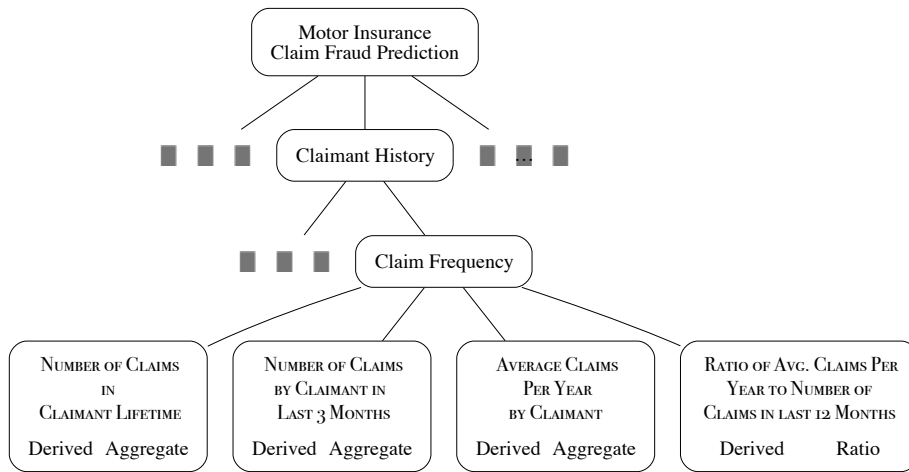 Motor Insurance
Claim Fraud Prediction
Claimant History
...
Claim Frequency
Number of Claims
in
Claimant Lifetime
Derived Aggregate
Number of Claims
by Claimant in
Last 3 Months
Derived Aggregate
Average Claims
Per Year
by Claimant
Derived Aggregate
Ratio of Avg. Claims Per
Year to Number of
Claims in last 12 Months
Derived Ratio